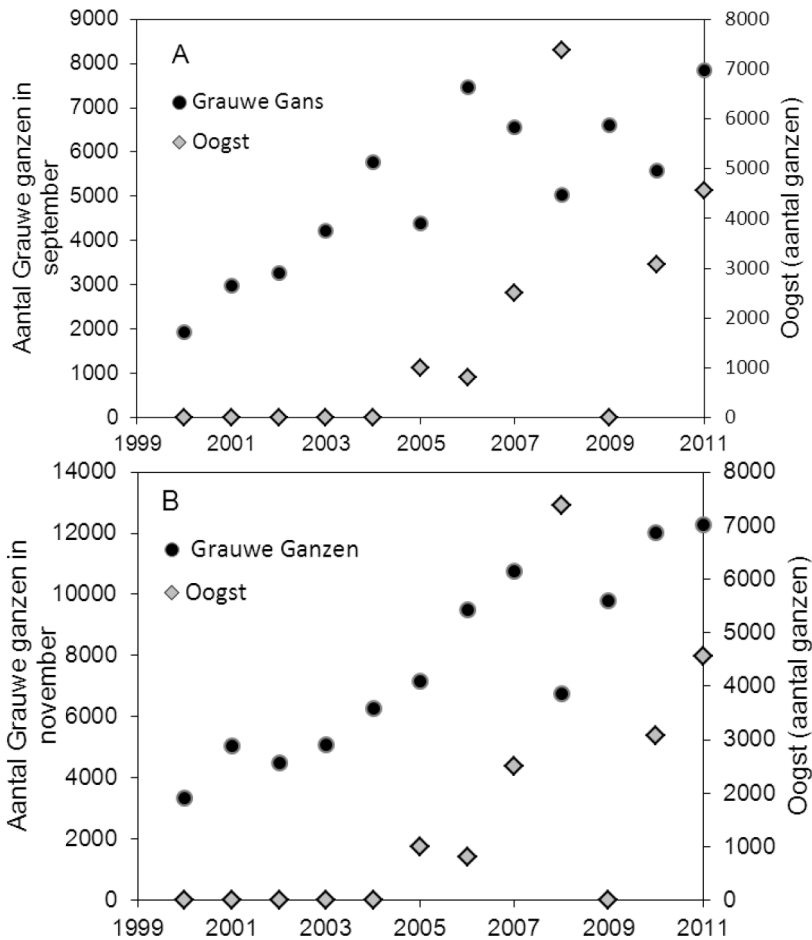 A
Grauwe Gans
Oogst
Aantal Grauwe ganzen in
september
9000
8000
7000
6000
5000
4000
3000
2000
1000
0
8000
7000
6000
5000
4000
3000
2000
1000
0
Oogst (aantal ganzen)
1999 2001 2003 2005 2007 2009 2011
B
Grauwe Ganzen
Oogst
Aantal Grauwe ganzen in
november
14000
12000
10000
8000
6000
4000
2000
0
8000
7000
6000
5000
4000
3000
2000
1000
0
Oogst (aantal ganzen)
1999 2001 2003 2005 2007 2009 2011